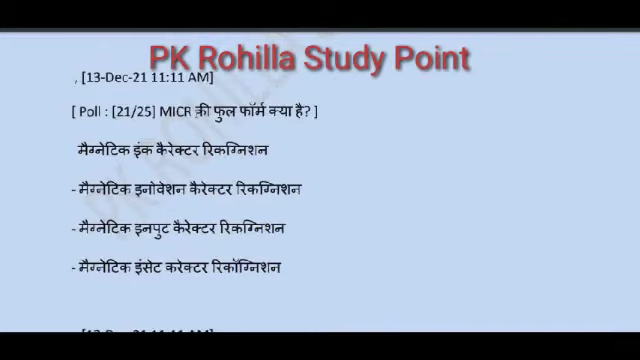 PK Rohilla Study Point
, [13-Dec-21 11:11 AM]
[ Poll : [21/25] MICR की फुल फॉर्म क्या है? ]
मैग्नेटिक इंक कैरेक्टर रिकग्निशन
- मैग्नेटिक इनोवेशन कैरेक्टर रिकग्निशन
- मैग्नेटिक इनपुट कैरेक्टर रिकग्निशन
- मैग्नेटिक इंसेट करेक्टर रिकॉग्निशन